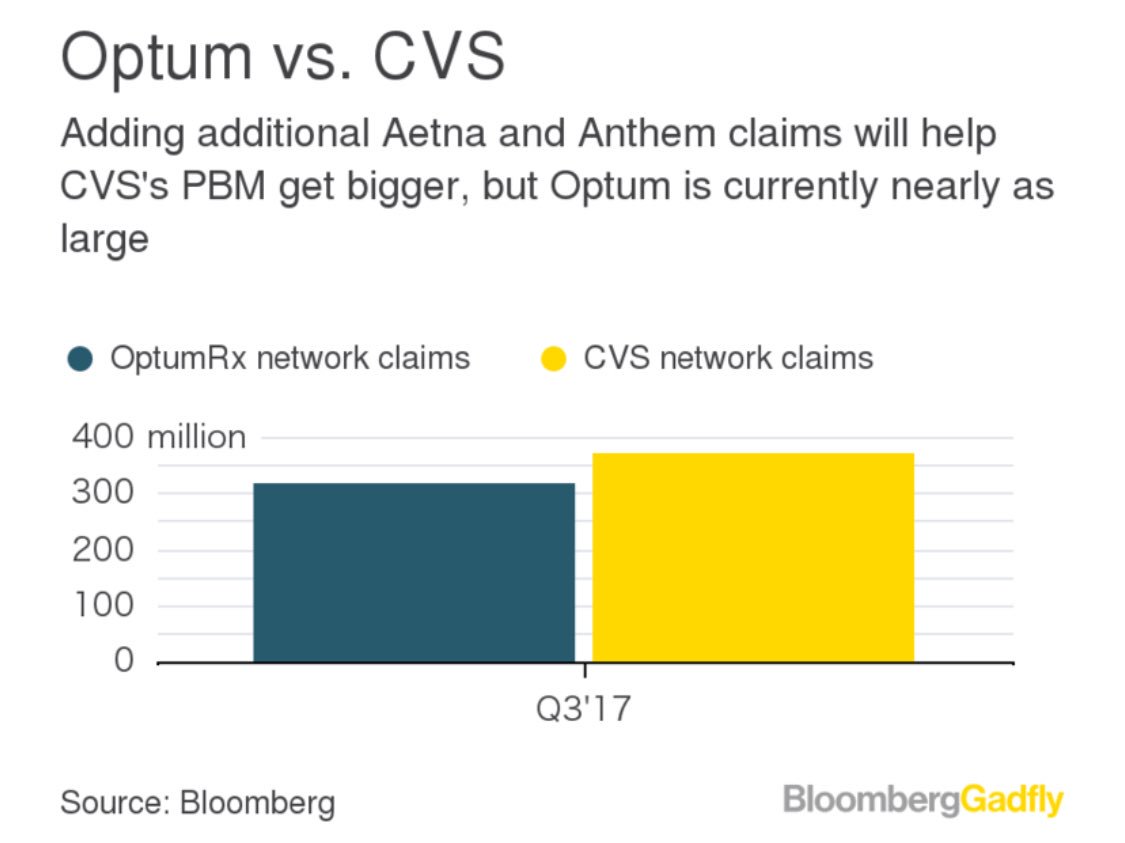 Optum vs. CVS
Adding additional Aetna and Anthem claims will help
CVS's PBM get bigger, but Optum is currently nearly as
large
OptumRx network claims
CVS network claims
400 million
300
200
100
0
Q3'17
Source: Bloomberg
BloombergGadfly